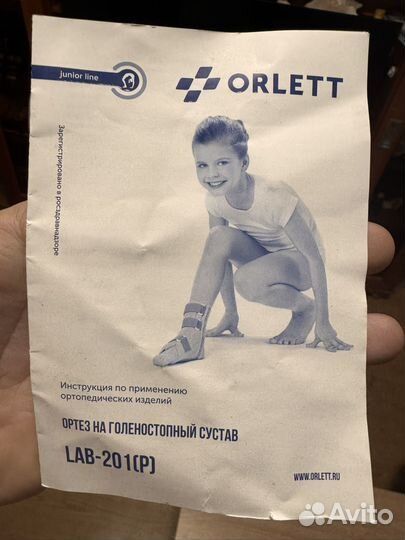 junior line
ORLETT
Зарегистрировано в росздравнадзоре
Инструкция по применению
ортопедических изделий
ОРТЕЗ НА ГОЛЕНОСТОПНЫЙ СУСТАВ
LAB-201(P)
WWW.ORLETT.RU
Avito